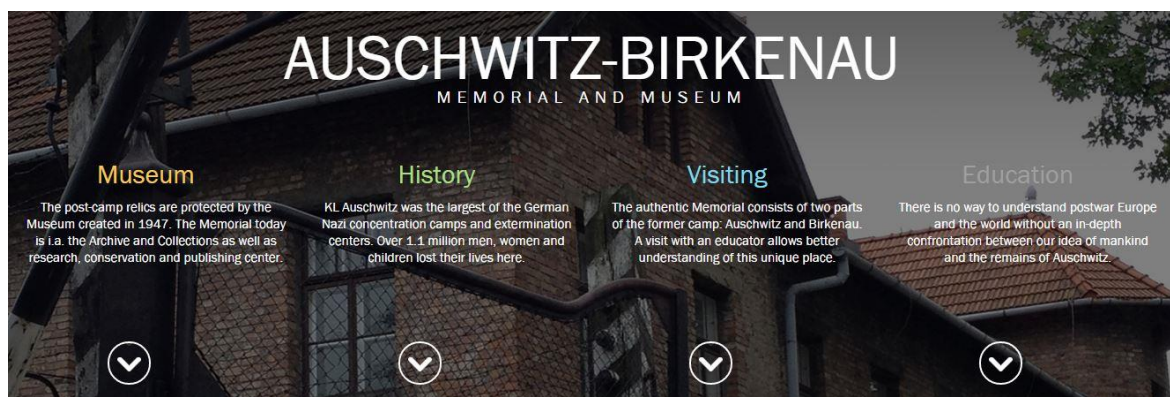 AUSCHWITZ-BIRKENAU
MEMORIAL AND MUSEUM
Museum
The post-camp relics are protected by the
Museum created in 1947. The Memorial today
is i.a. the Archive and Collections as well as
research, conservation and publishing center.
History
KL Auschwitz was the largest of the German
Nazi concentration camps and extermination
centers. Over 1.1 million men, women and
children lost their lives here.
Visiting
The authentic Memorial consists of two parts
of the former camp: Auschwitz and Birkenau.
A visit with an educator allows better
understanding of this unique place.
Education
There is no way to understand postwar Europe
and the world without an in-depth
confrontation between our idea of mankind
and the remains of Auschwitz.